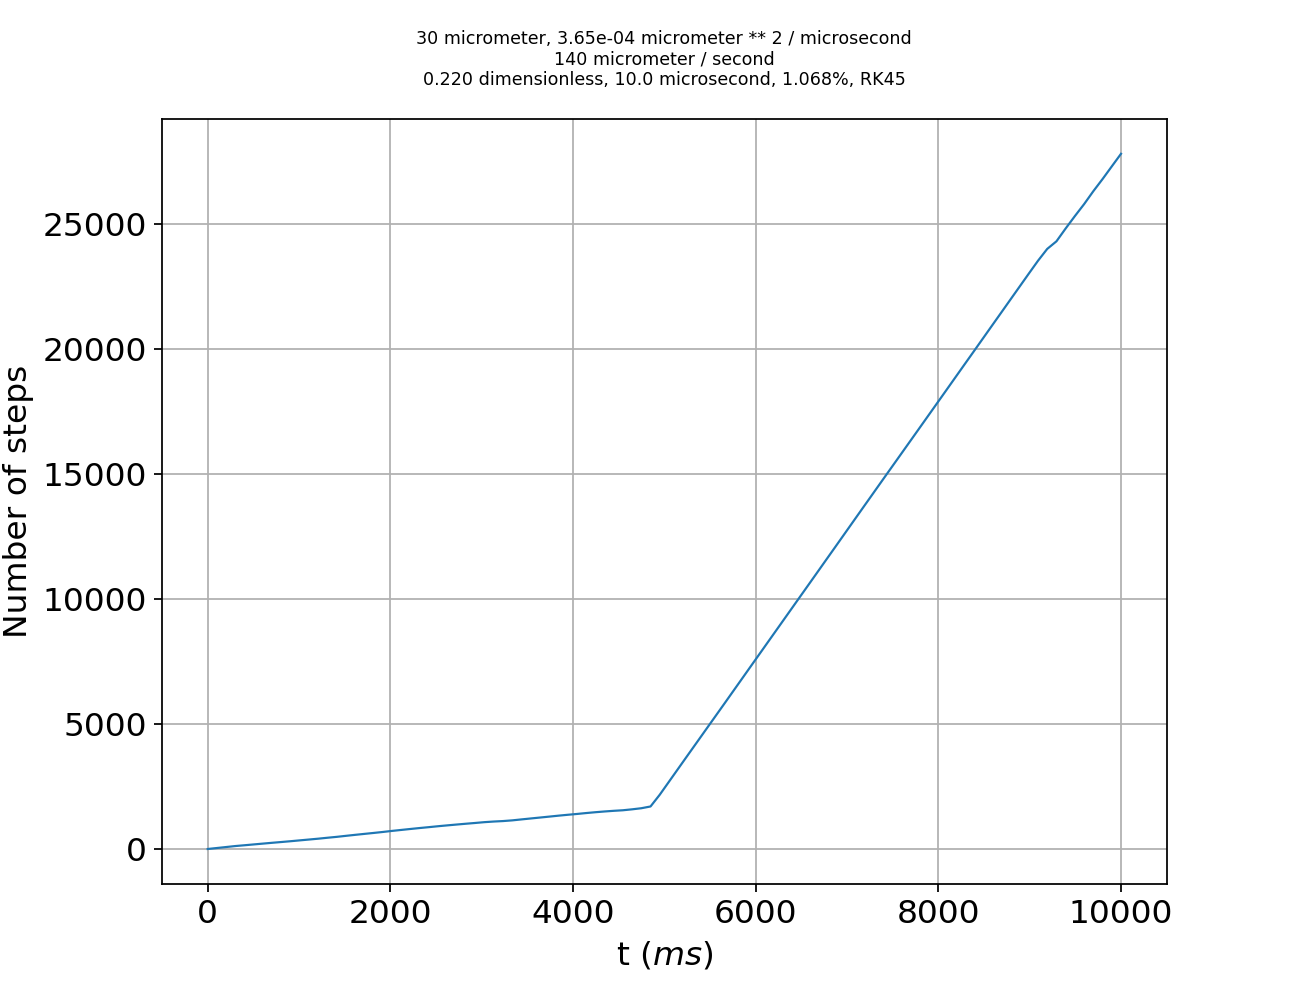 30 micrometer, 3.65e-04 micrometer ** 2 / microsecond
140 micrometer / second
0.220 dimensionless, 10.0 microsecond, 1.068%, RK45
25000
20000
15000
10000
5000
0
Number of steps
0 2000 4000 6000 8000 10000
t (ms)